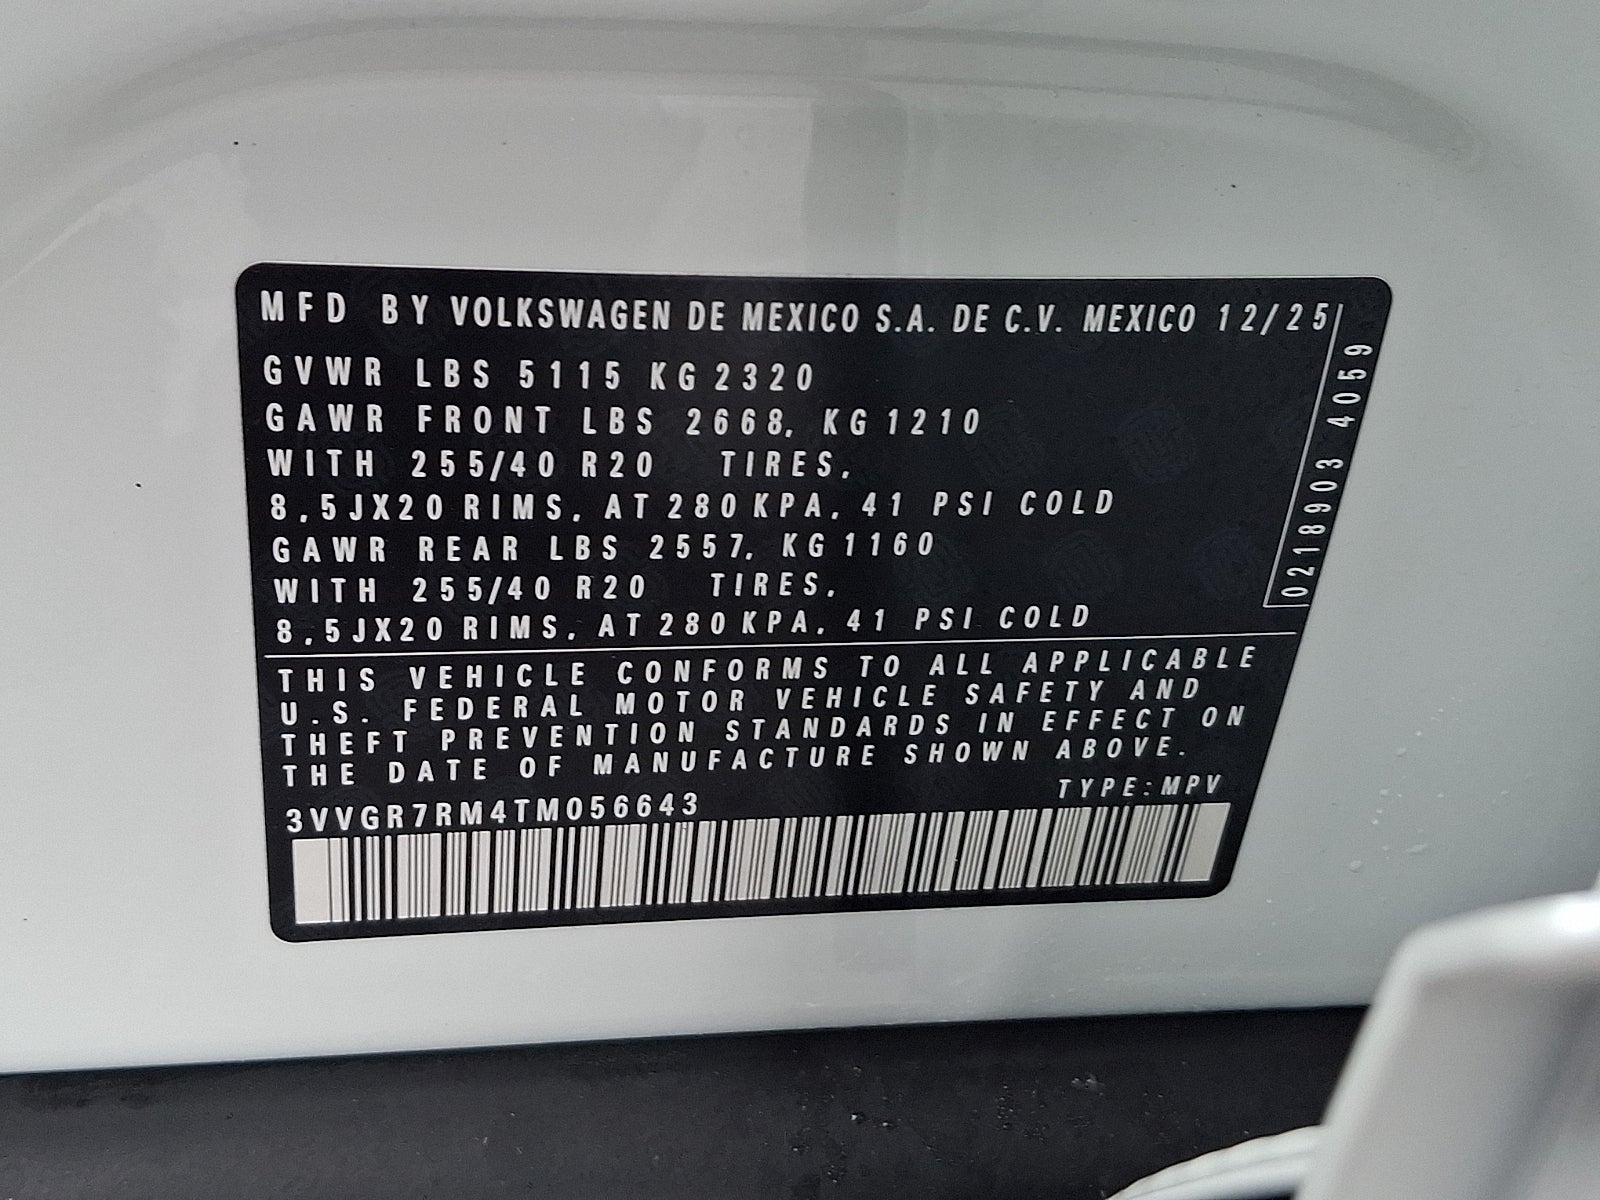 MFD BY VOLKSWAGEN DE MEXICO S.A. DE C.V. MEXICO 12/25
GVWR LBS 5115 KG 2320
GAWR FRONT LBS 2668, KG 1210
WITH 255/40 R20 TIRES,
8,5JX20 RIMS, AT 280 KPA, 41 PSI COLD
GAWR REAR LBS 2557, KG 1160
WITH 255/40 R20 TIRES,
8,5JX20 RIMS, AT 280 KPA, 41 PSI COLD
0218903 4059
THIS VEHICLE CONFORMS TO ALL APPLICABLE
U.S. FEDERAL MOTOR VEHICLE SAFETY AND
THEFT PREVENTION STANDARDS IN EFFECT ON
THE DATE OF MANUFACTURE SHOWN ABOVE.
TYPE:MPV
3VVGR7RM4TM056643